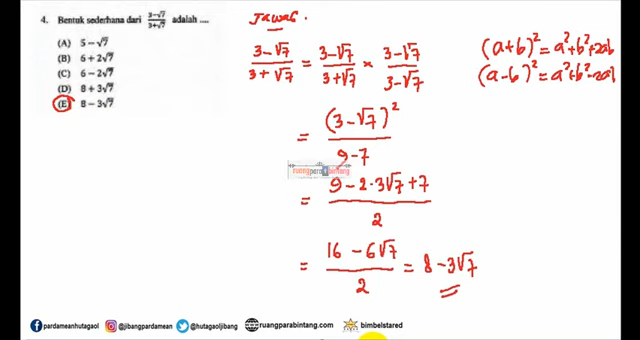 4. Bentuk sederhana dari (3-√7)/(3+√7) adalah ....
(A) 5 – √7
(B) 6 + 2√7
(C) 6 – 2√7
(D) 8 + 3√7
(E) 8 – 3√7
Jawab.
(3-√7)/(3+√7) = (3-√7)/(3+√7) × (3-√7)/(3-√7)
= (3-√7)²/(9-7)
= (9-2·3√7+7)/2
= (16-6√7)/2 = 8-3√7
(a+b)² = a²+b²+2ab
(a-b)² = a²+b²-2ab
ruangparabintang
pardameanhutagaol @jibangpardamean @hutagaoljibang ruangparabintang.com bimbelstared